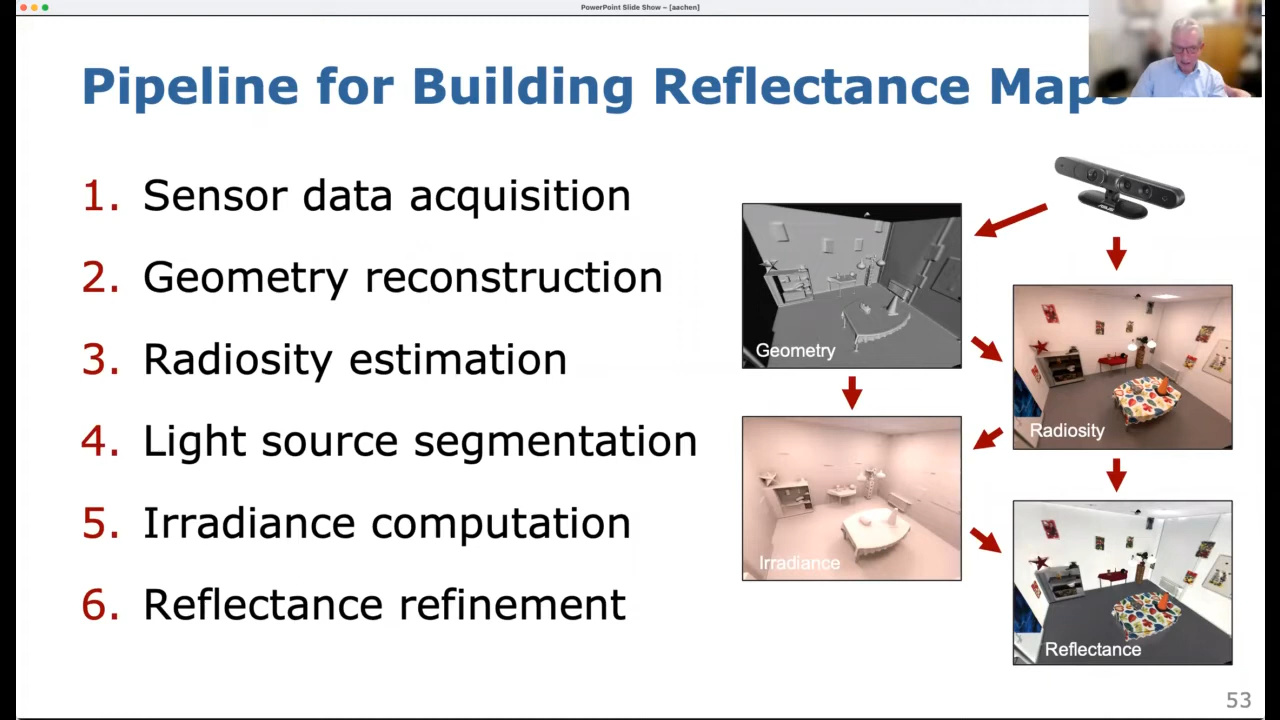 PowerPoint Slide Show ~ [aachen]
Pipeline for Building Reflectance Maps
1. Sensor data acquisition
2. Geometry reconstruction
3. Radiosity estimation
4. Light source segmentation
5. Irradiance computation
6. Reflectance refinement
ASUS
Geometry
Radiosity
Irradiance
Reflectance
53